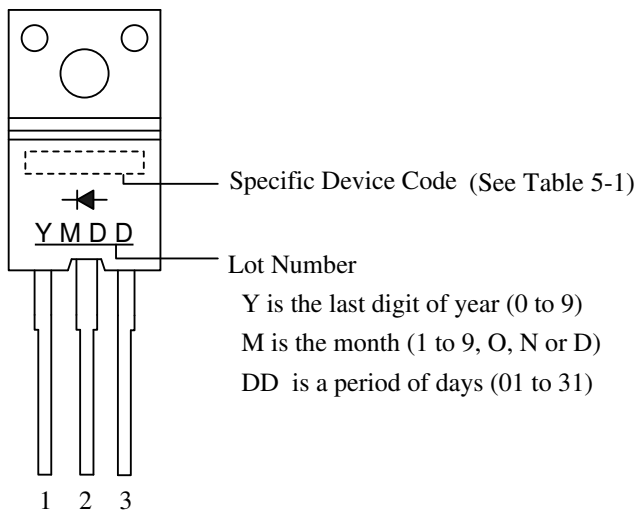 Specific Device Code (See Table 5-1)
Y M D D
Lot Number
Y is the last digit of year (0 to 9)
M is the month (1 to 9, O, N or D)
DD is a period of days (01 to 31)
1 2 3